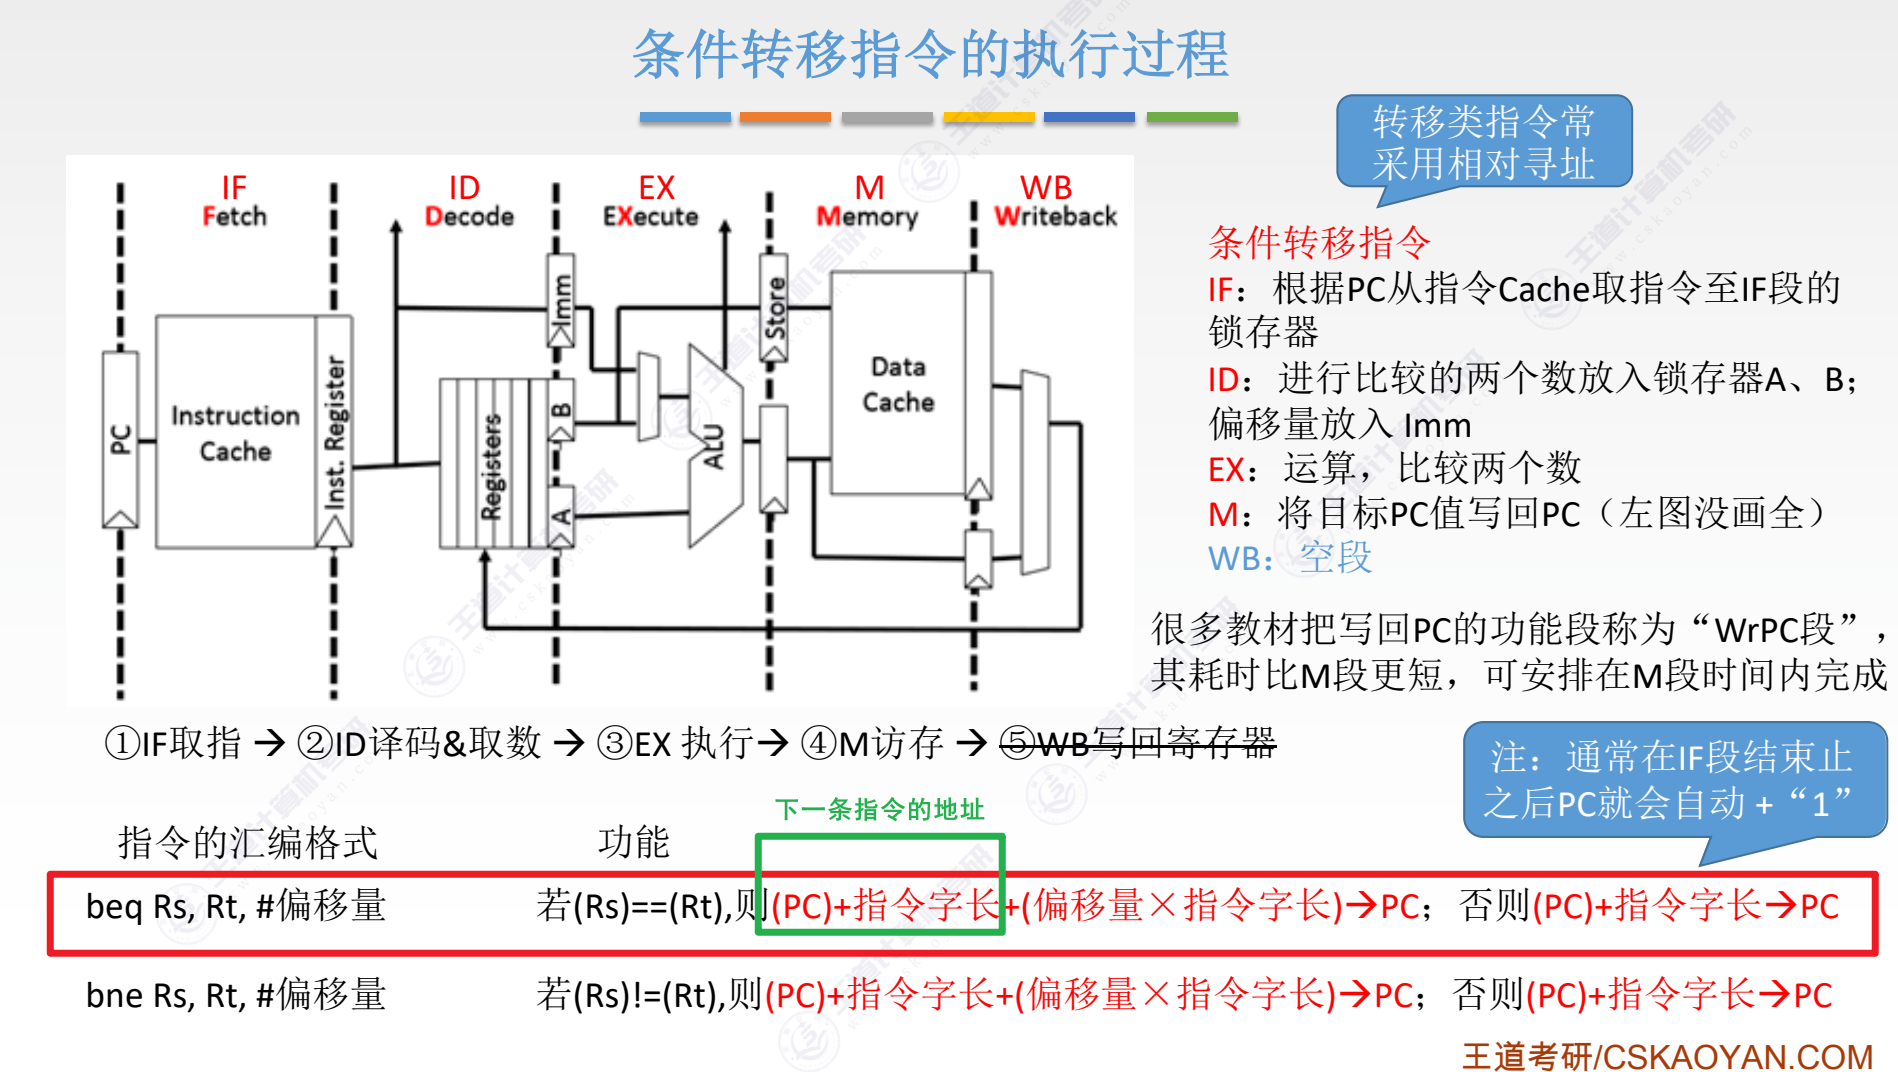 条件转移指令的执行过程
转移类指令常
采用相对寻址
IF
ID
EX
M
WB
Fetch
Decode
EXecute
Memory
Writeback
PC
Instruction
Cache
Inst. Register
Registers
Imm
B
A
ALU
Store
Data
Cache
条件转移指令
IF：根据PC从指令Cache取指令至IF段的
锁存器
ID：进行比较的两个数放入锁存器A、B；
偏移量放入 Imm
EX：运算，比较两个数
M：将目标PC值写回PC（左图没画全）
WB：空段
很多教材把写回PC的功能段称为“WrPC段”，
其耗时比M段更短，可安排在M段时间内完成
①IF取指 → ②ID译码&取数 → ③EX 执行→ ④M访存 → ⑤WB写回寄存器
注：通常在IF段结束止
之后PC就会自动 + “1”
下一条指令的地址
指令的汇编格式 功能
beq Rs, Rt, #偏移量 若(Rs)==(Rt),则(PC)+指令字长+(偏移量×指令字长)→PC；否则(PC)+指令字长→PC
bne Rs, Rt, #偏移量 若(Rs)!=(Rt),则(PC)+指令字长+(偏移量×指令字长)→PC；否则(PC)+指令字长→PC
王道考研/CSKAOYAN.COM